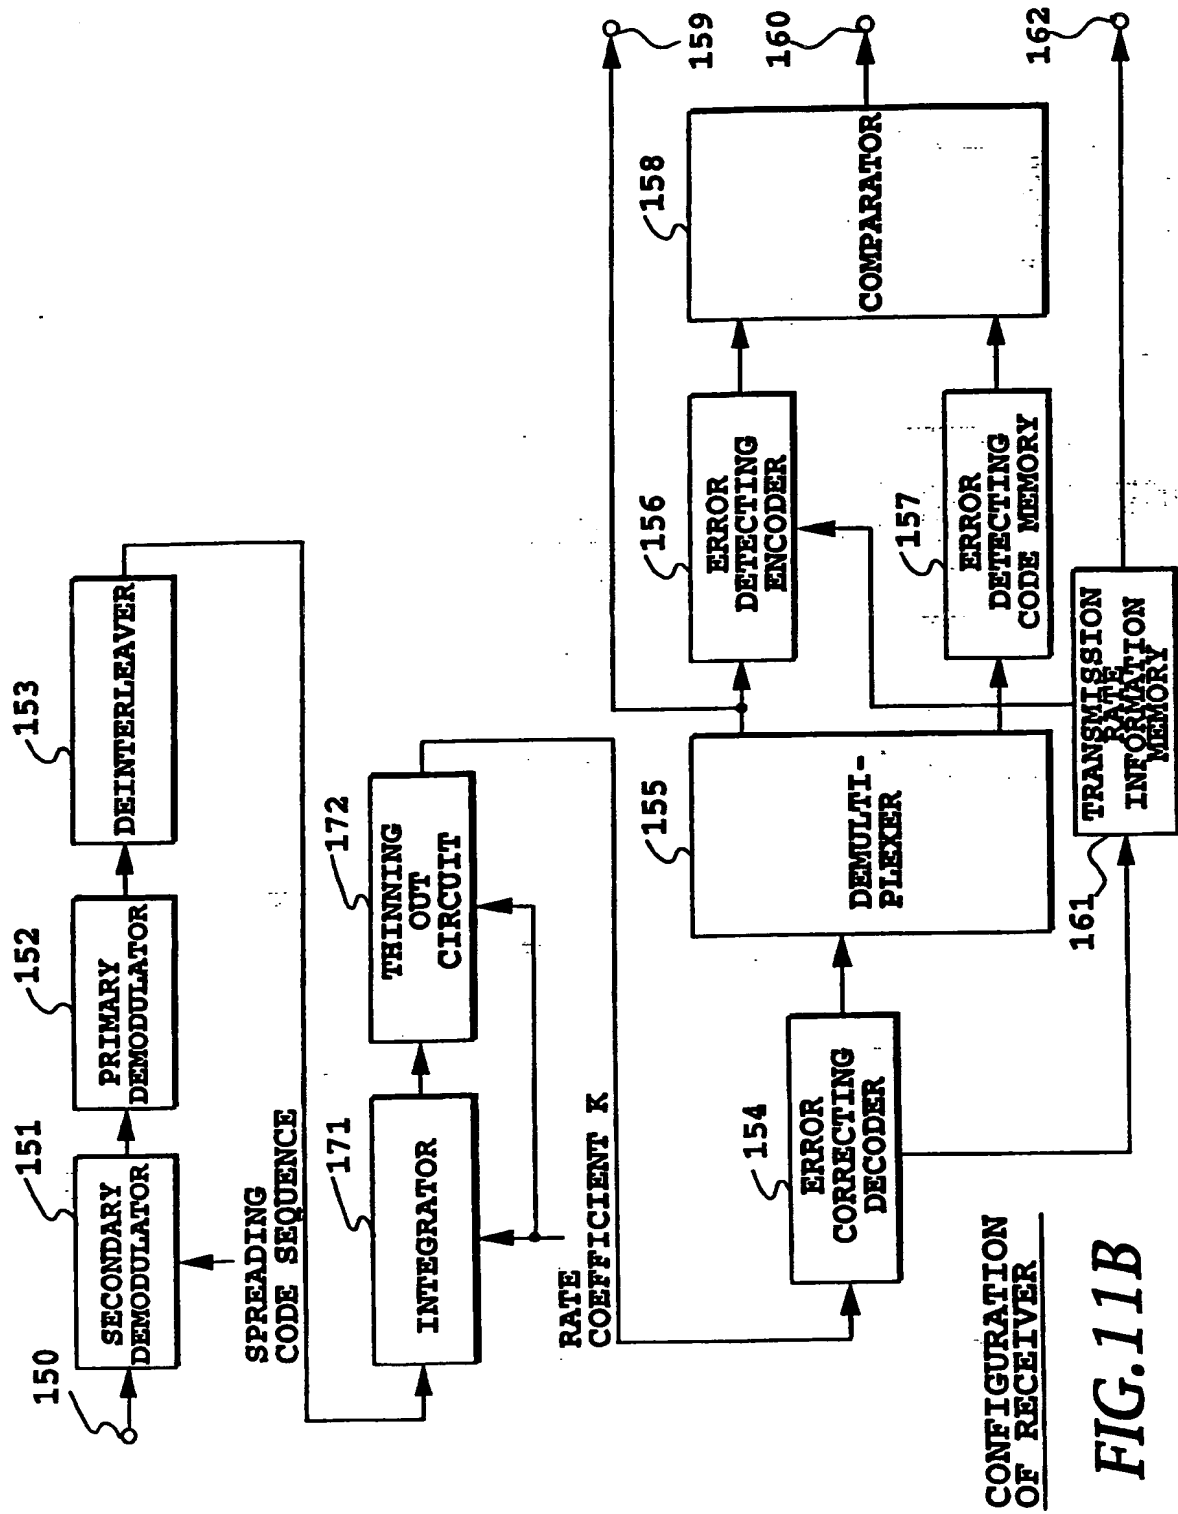 150
151
SECONDARY
DEMODULATOR
152
PRIMARY
DEMODULATOR
153
DEINTERLEAVER
SPREADING
CODE SEQUENCE
171
INTEGRATOR
172
THINNING
OUT
CIRCUIT
RATE
COEFFICIENT K
154
ERROR
CORRECTING
DECODER
155
DEMULTI-
PLEXER
156
ERROR
DETECTING
ENCODER
157
ERROR
DETECTING
CODE MEMORY
158
COMPARATOR
159
160
161
TRANSMISSION
RATE
INFORMATION
MEMORY
162
CONFIGURATION
OF RECEIVER
FIG.11B